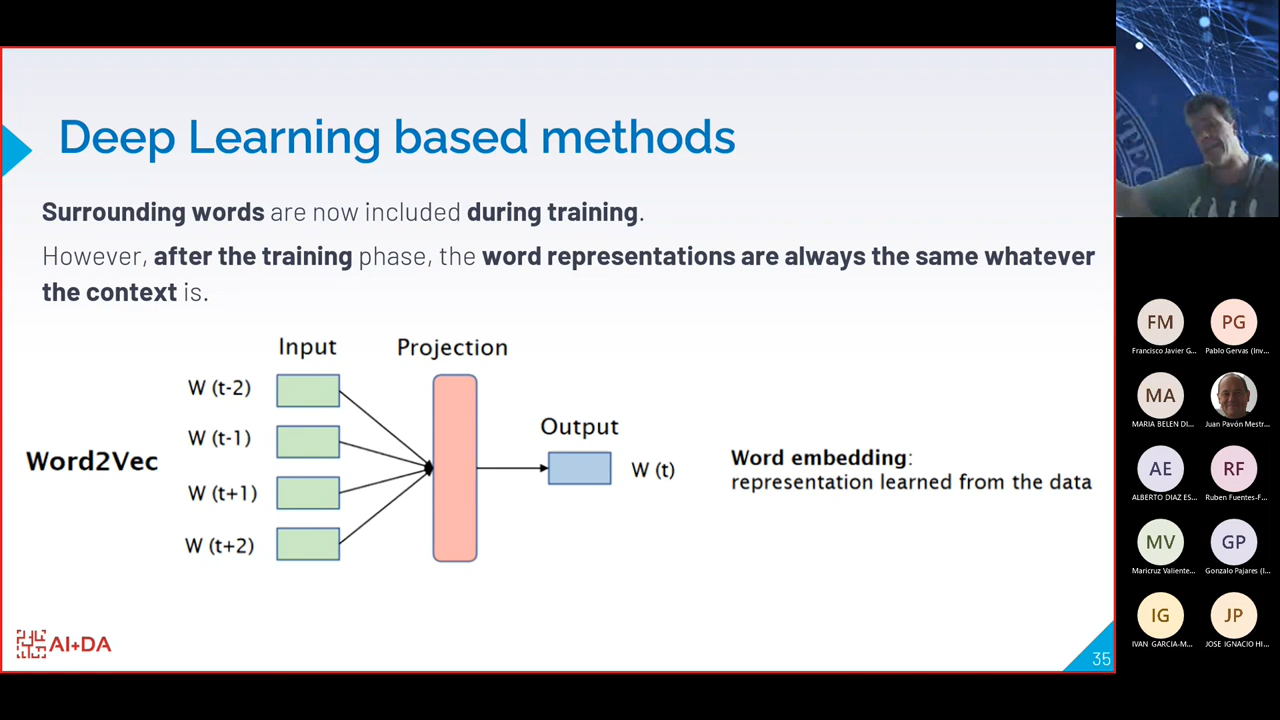 Deep Learning based methods
Surrounding words are now included during training.
However, after the training phase, the word representations are always the same whatever
the context is.
Input
Projection
W (t-2)
W (t-1)
Word2Vec
W (t+1)
W (t+2)
Output
W (t)
Word embedding:
representation learned from the data
AI+DA
35
FM
PG
Francisco Javier G...
Pablo Gervas (Inv...
MA
MARIA BELEN DI...
Juan Pavón Mestr...
AE
RF
ALBERTO DIAZ ES...
Ruben Fuentes-F...
MV
GP
Maricruz Valiente...
Gonzalo Pajares (I...
IG
JP
IVAN GARCIA-M...
JOSE IGNACIO HI...